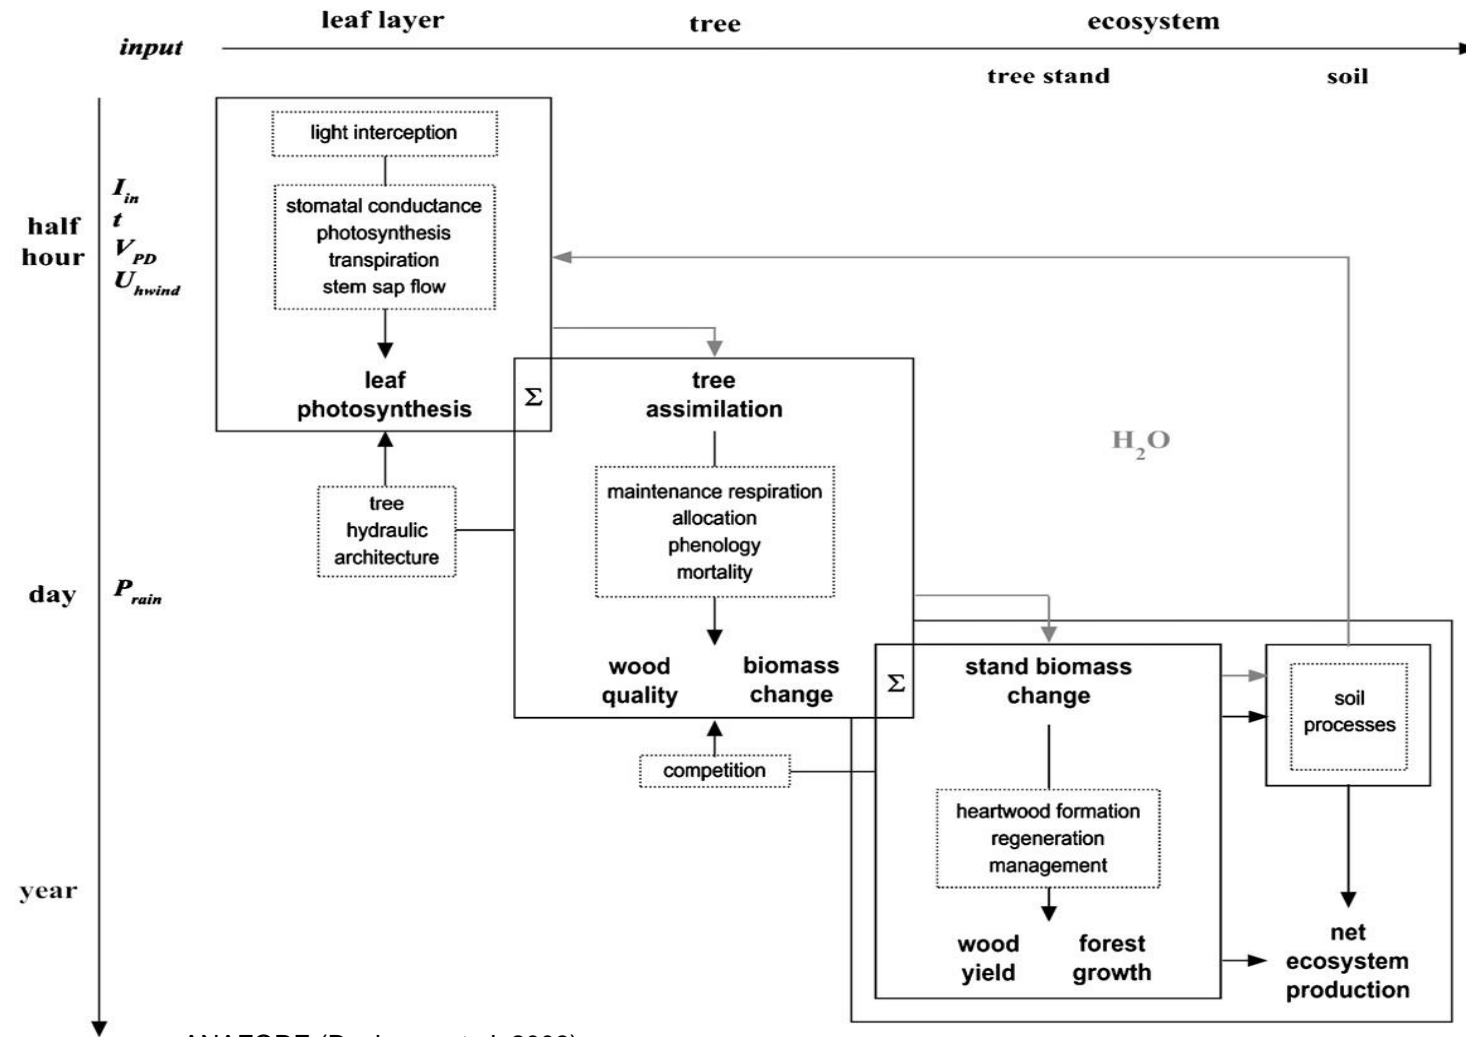 leaf layer
tree
ecosystem
input
tree stand
soil
light interception
I_in
t
V_PD
U_hwind
half
hour
stomatal conductance
photosynthesis
transpiration
stem sap flow
leaf
photosynthesis
Σ
tree
assimilation
H₂O
tree
hydraulic
architecture
maintenance respiration
allocation
phenology
mortality
day
P_rain
wood
quality
biomass
change
Σ
stand biomass
change
soil
processes
competition
heartwood formation
regeneration
management
year
wood
yield
forest
growth
net
ecosystem
production